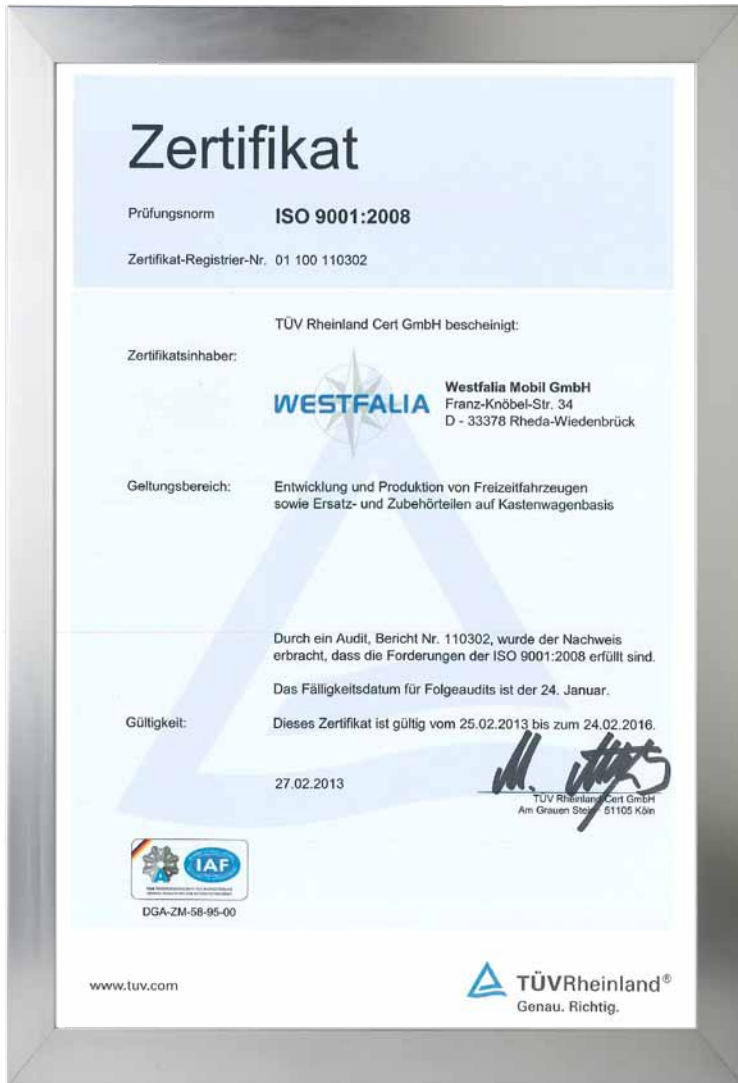 Zertifikat
Prüfungsnorm ISO 9001:2008
Zertifikat-Registrier-Nr. 01 100 110302
TÜV Rheinland Cert GmbH bescheinigt:
Zertifikatsinhaber:
WESTFALIA
Westfalia Mobil GmbH
Franz-Knöbel-Str. 34
D - 33378 Rheda-Wiedenbrück
Geltungsbereich: Entwicklung und Produktion von Freizeitfahrzeugen
sowie Ersatz- und Zubehörteilen auf Kastenwagenbasis
Durch ein Audit, Bericht Nr. 110302, wurde der Nachweis
erbracht, dass die Forderungen der ISO 9001:2008 erfüllt sind.
Das Fälligkeitsdatum für Folgeaudits ist der 24. Januar.
Gültigkeit: Dieses Zertifikat ist gültig vom 25.02.2013 bis zum 24.02.2016.
27.02.2013
TÜV Rheinland Cert GmbH
Am Grauen Stein 51105 Köln
IAF
DGA-ZM-58-95-00
www.tuv.com
TÜVRheinland®
Genau. Richtig.